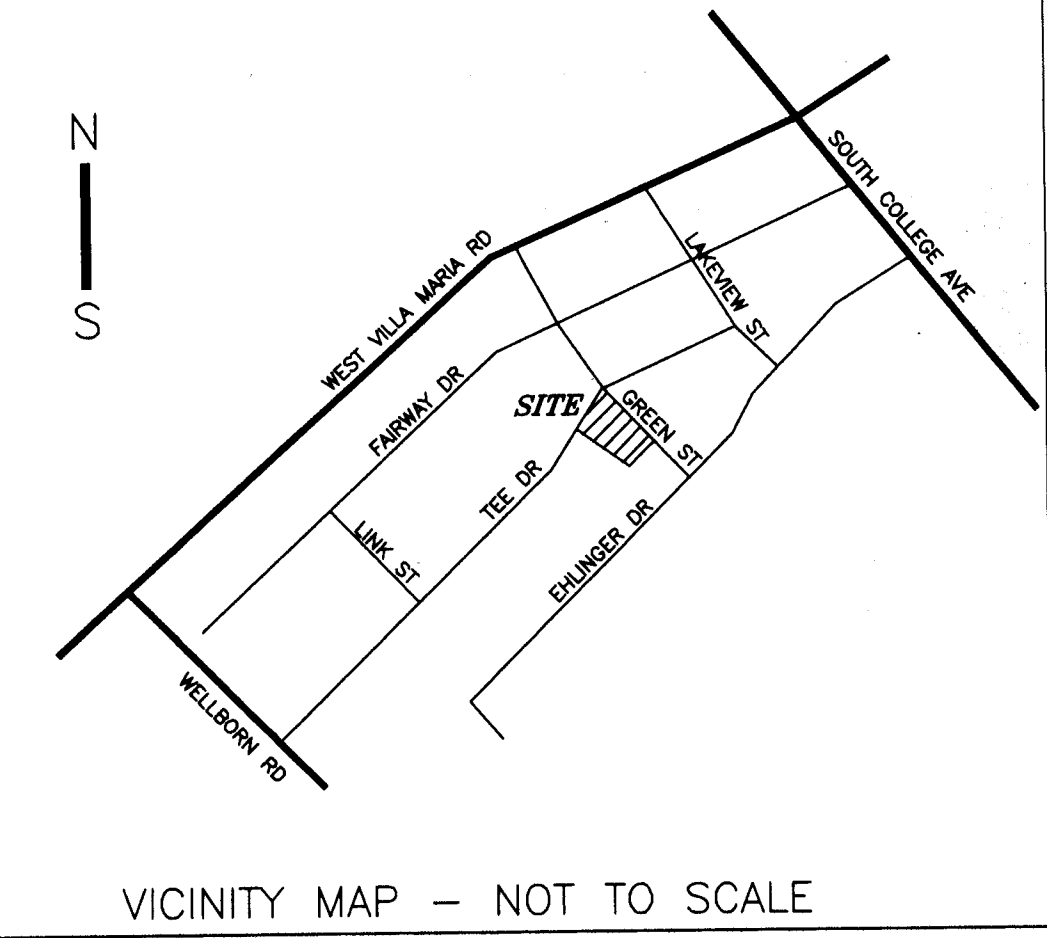 N
S
SOUTH COLLEGE AVE
WEST VILLA MARIA RD
LAKEVIEW ST
FAIRWAY DR
SITE
GREEN ST
TEE DR
LINK ST
EHLINGER DR
WELLBORN RD
VICINITY MAP – NOT TO SCALE